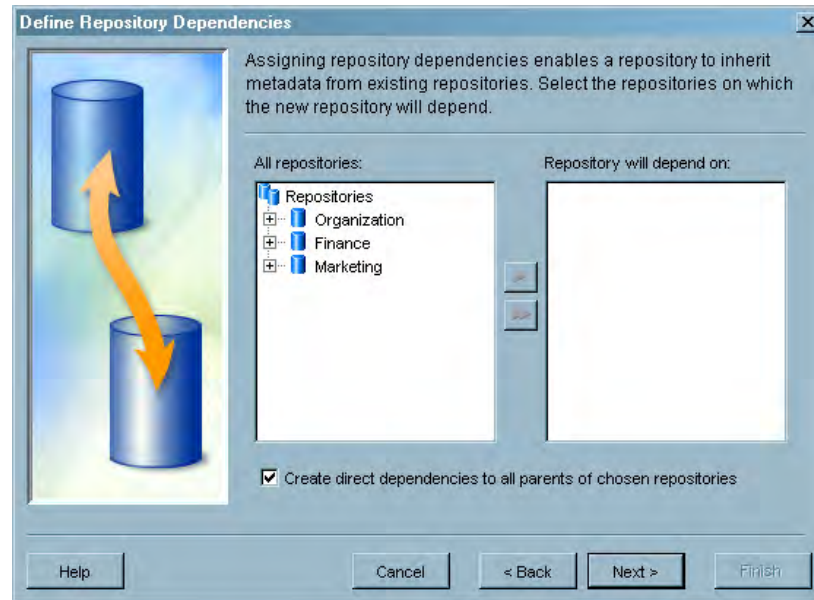 Define Repository Dependencies
Assigning repository dependencies enables a repository to inherit
metadata from existing repositories. Select the repositories on which
the new repository will depend.
All repositories:
Repository will depend on:
Repositories
Organization
Finance
Marketing
Create direct dependencies to all parents of chosen repositories
Help
Cancel
< Back
Next >
Finish